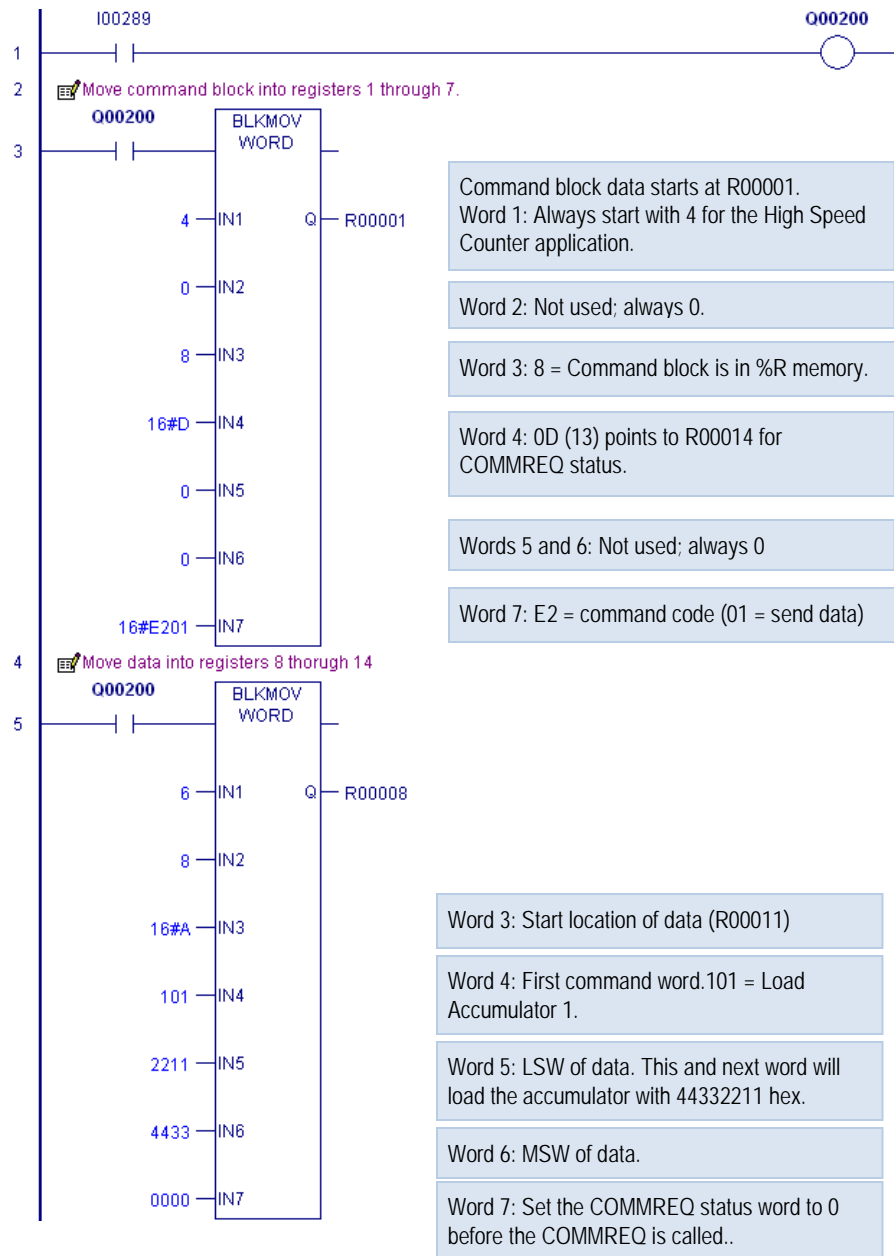 I00289
Q00200
1
2
Move command block into registers 1 through 7.
Q00200
BLKMOV
WORD
3
4
IN1
Q
R00001
Command block data starts at R00001.
Word 1: Always start with 4 for the High Speed
Counter application.
0
IN2
Word 2: Not used; always 0.
8
IN3
Word 3: 8 = Command block is in %R memory.
16#D
IN4
Word 4: 0D (13) points to R00014 for
COMMREQ status.
0
IN5
0
IN6
Words 5 and 6: Not used; always 0
16#E201
IN7
Word 7: E2 = command code (01 = send data)
4
Move data into registers 8 thorugh 14
Q00200
BLKMOV
WORD
5
6
IN1
Q
R00008
8
IN2
16#A
IN3
Word 3: Start location of data (R00011)
101
IN4
Word 4: First command word.101 = Load
Accumulator 1.
2211
IN5
Word 5: LSW of data. This and next word will
load the accumulator with 44332211 hex.
4433
IN6
Word 6: MSW of data.
0000
IN7
Word 7: Set the COMMREQ status word to 0
before the COMMREQ is called..